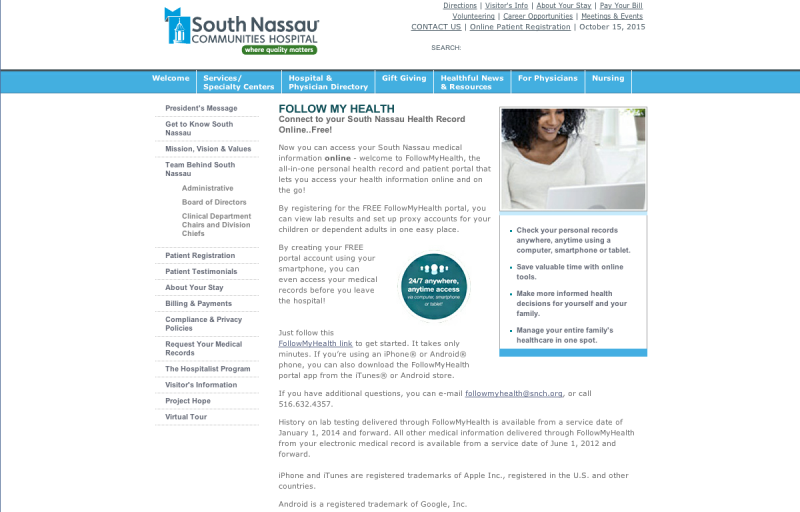 Directions | Visitor's Info | About Your Stay | Pay Your Bill
Volunteering | Career Opportunities | Meetings & Events
CONTACT US | Online Patient Registration | October 15, 2015
SEARCH:
South Nassau®
COMMUNITIES HOSPITAL
where quality matters
Welcome
Services/
Specialty Centers
Hospital &
Physician Directory
Gift Giving
Healthful News
& Resources
For Physicians
Nursing
President's Message
Get to Know South
Nassau
Mission, Vision & Values
Team Behind South
Nassau
Administrative
Board of Directors
Clinical Department
Chairs and Division
Chiefs
Patient Registration
Patient Testimonials
About Your Stay
Billing & Payments
Compliance & Privacy
Policies
Request Your Medical
Records
The Hospitalist Program
Visitor's Information
Project Hope
Virtual Tour
FOLLOW MY HEALTH
Connect to your South Nassau Health Record
Online..Free!
Now you can access your South Nassau medical
information online - welcome to FollowMyHealth, the
all-in-one personal health record and patient portal that
lets you access your health information online and on
the go!
By registering for the FREE FollowMyHealth portal, you
can view lab results and set up proxy accounts for your
children or dependent adults in one easy place.
By creating your FREE
portal account using your
smartphone, you can
even access your medical
records before you leave
the hospital!
24/7 anywhere,
anytime access
via computer, smartphone
or tablet!
Just follow this
FollowMyHealth link to get started. It takes only
minutes. If you're using an iPhone® or Android®
phone, you can also download the FollowMyHealth
portal app from the iTunes® or Android store.
If you have additional questions, you can e-mail followmyhealth@snch.org, or call
516.632.4357.
History on lab testing delivered through FollowMyHealth is available from a service date of
January 1, 2014 and forward. All other medical information delivered through FollowMyHealth
from your electronic medical record is available from a service date of June 1, 2012 and
forward.
iPhone and iTunes are registered trademarks of Apple Inc., registered in the U.S. and other
countries.
Android is a registered trademark of Google, Inc.
Check your personal records
anywhere, anytime using a
computer, smartphone or tablet.
Save valuable time with online
tools.
Make more informed health
decisions for yourself and your
family.
Manage your entire family's
healthcare in one spot.